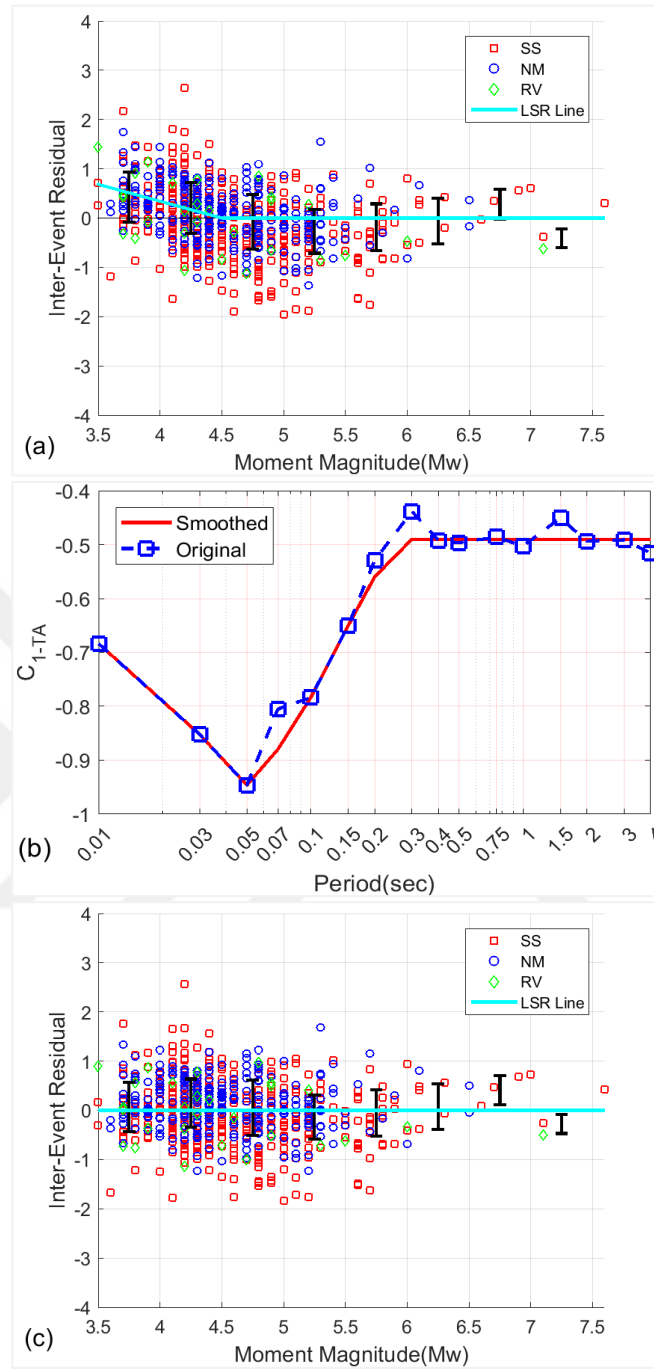 4
3
2
1
0
-1
-2
-3
-4
Inter-Event Residual
SS
NM
RV
LSR Line
3.5 4 4.5 5 5.5 6 6.5 7 7.5
Moment Magnitude(Mw)
(a)
-0.4
-0.5
-0.6
-0.7
-0.8
-0.9
-1
C1-TA
Smoothed
Original
0.01 0.03 0.05 0.07 0.1 0.15 0.2 0.3 0.4 0.5 0.75 1 1.5 2 3
Period(sec)
(b)
4
3
2
1
0
-1
-2
-3
-4
Inter-Event Residual
SS
NM
RV
LSR Line
3.5 4 4.5 5 5.5 6 6.5 7 7.5
Moment Magnitude(Mw)
(c)